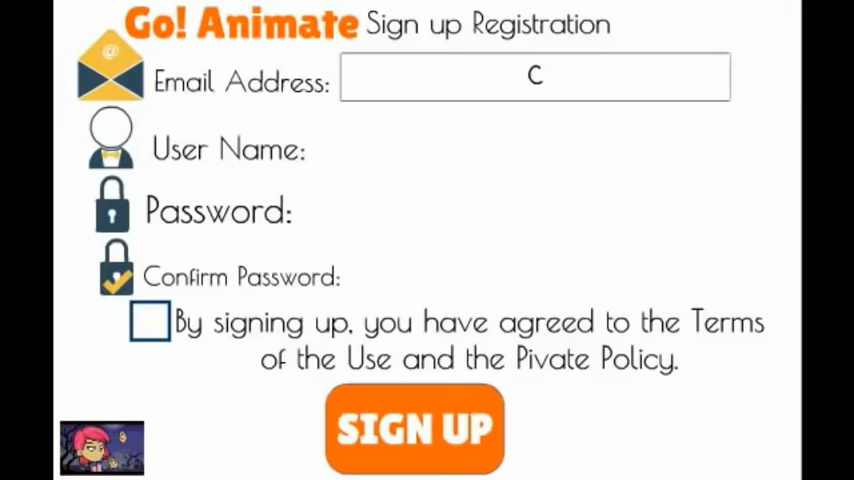 Go! Animate Sign up Registration
@
Email Address: C
User Name:
Password:
Confirm Password:
By signing up, you have agreed to the Terms
of the Use and the Pivate Policy.
SIGN UP